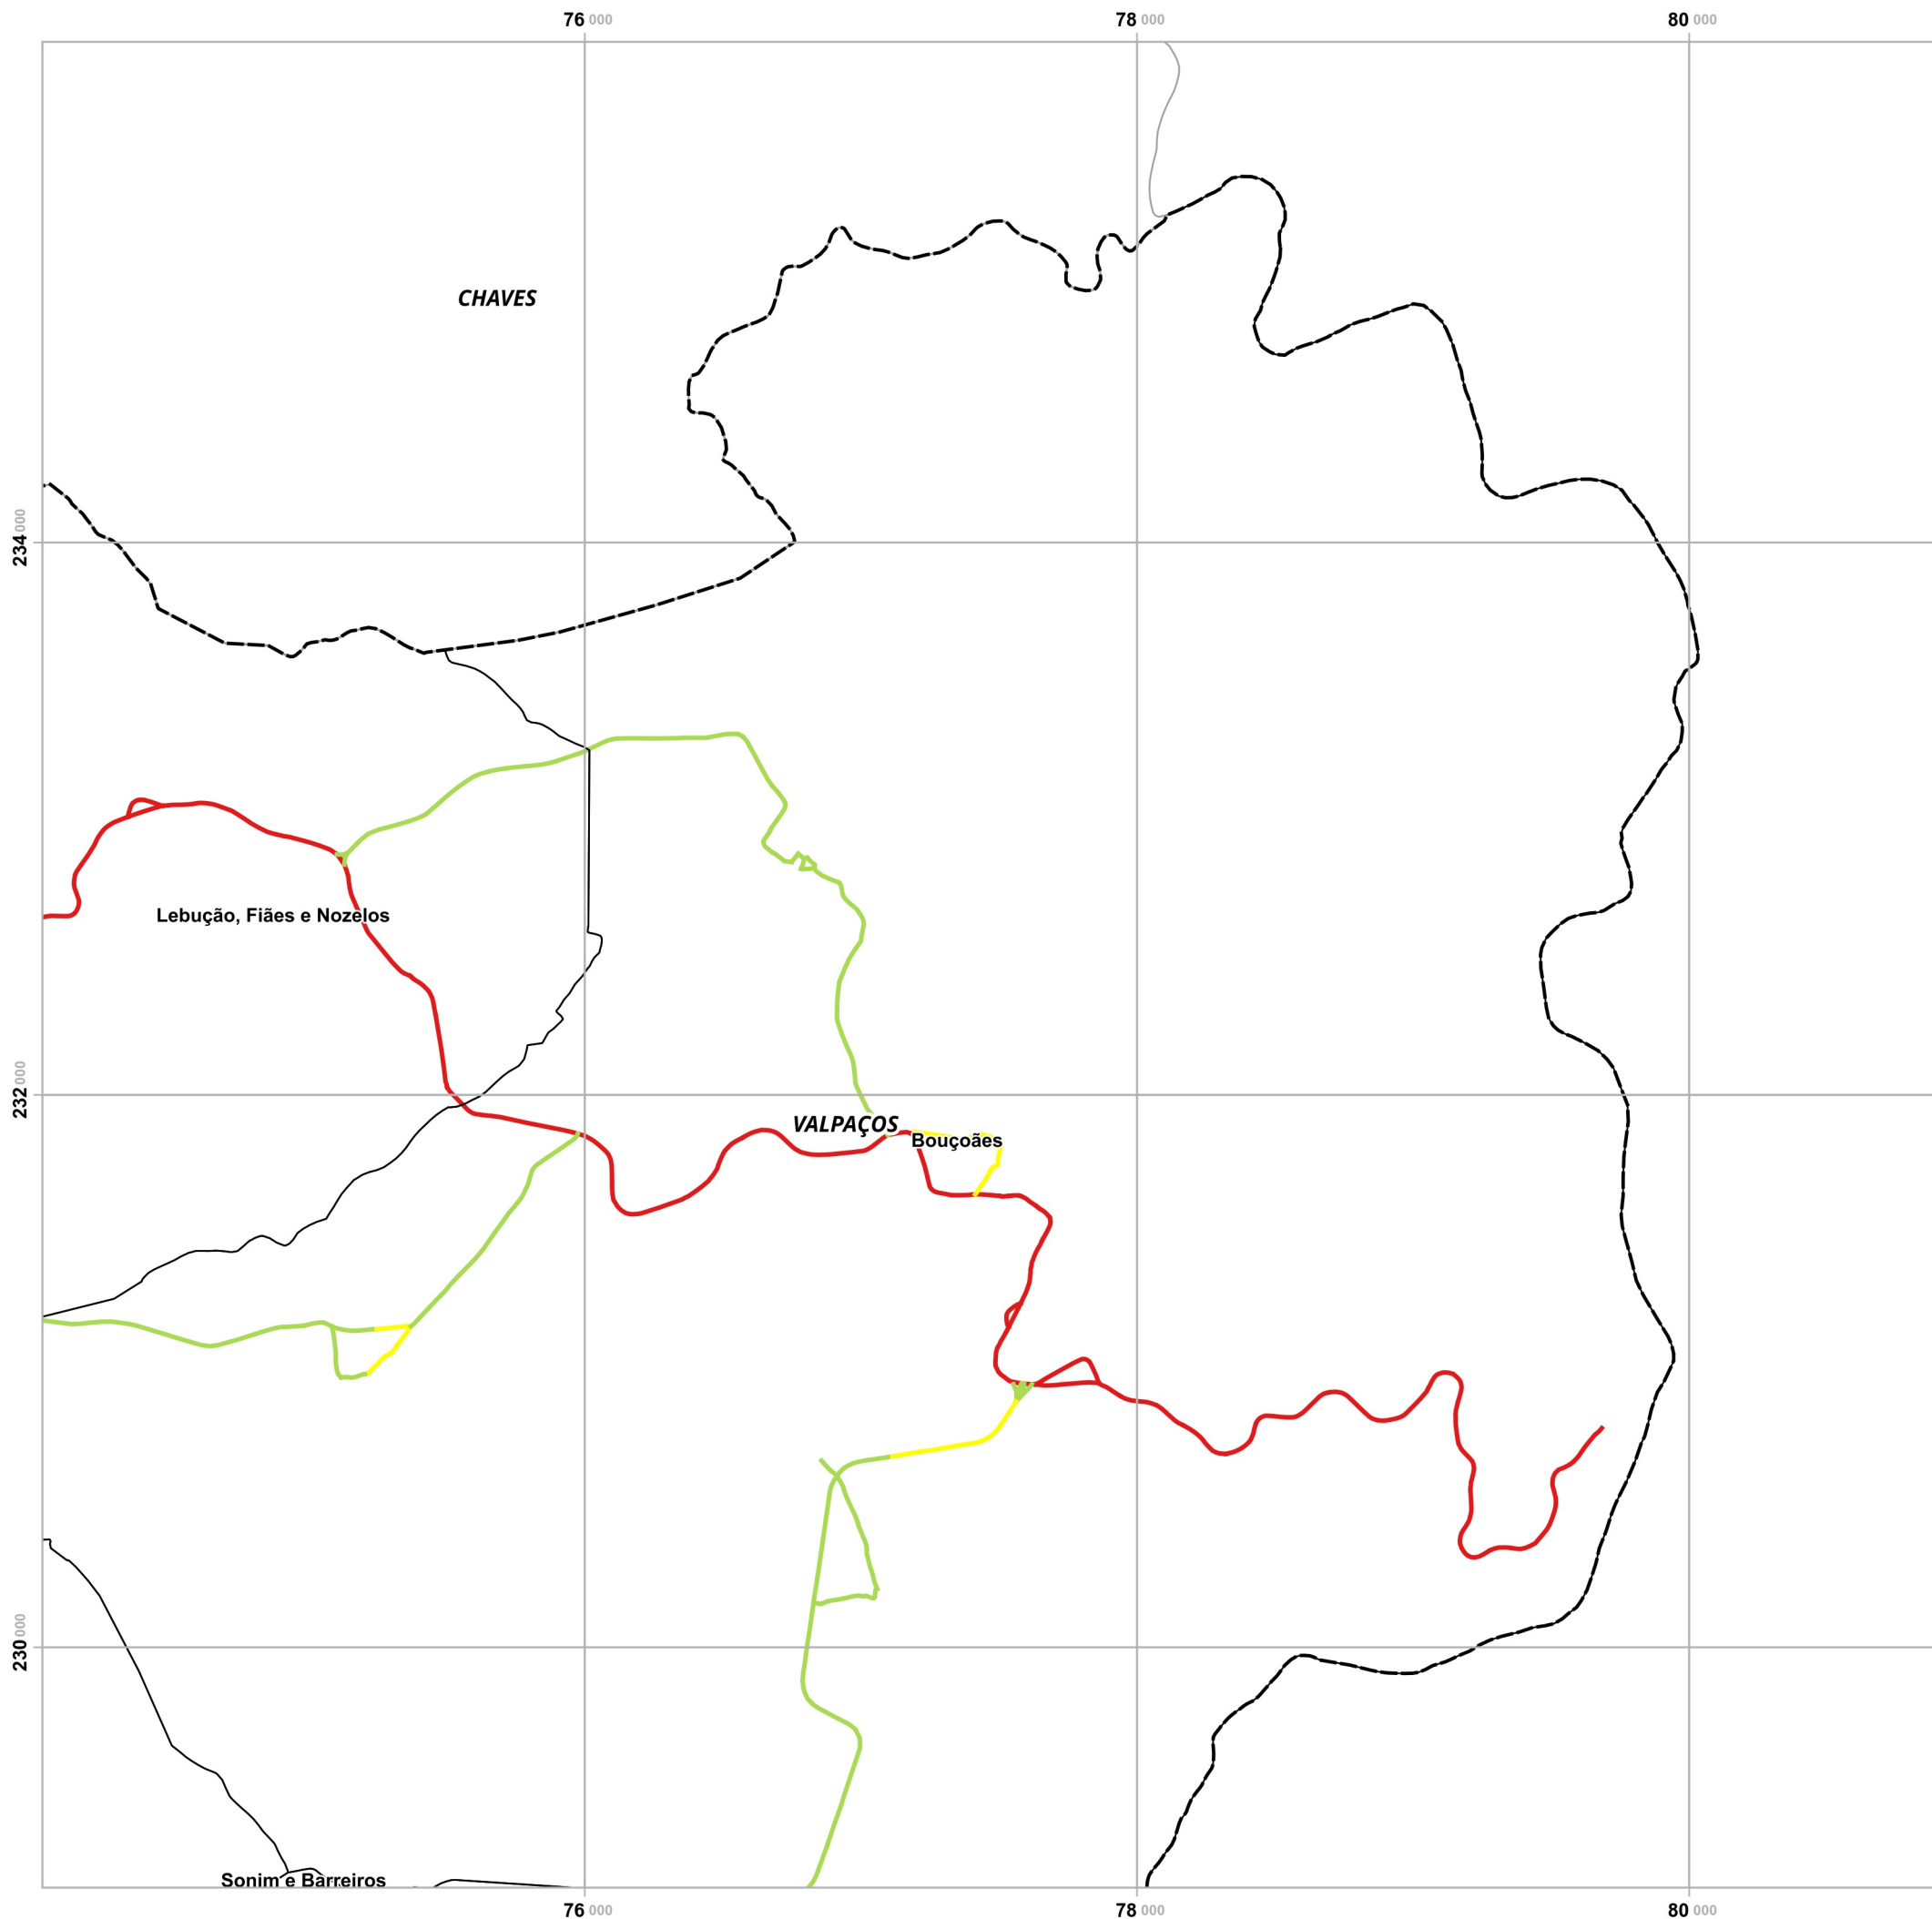 76 000 78 000 80 000
CHAVES
234 000
Lebução, Fiães e Nozelos
232 000
VALPAÇOS
Bouçoães
230 000
Sonim e Barreiros
76 000 78 000 80 000